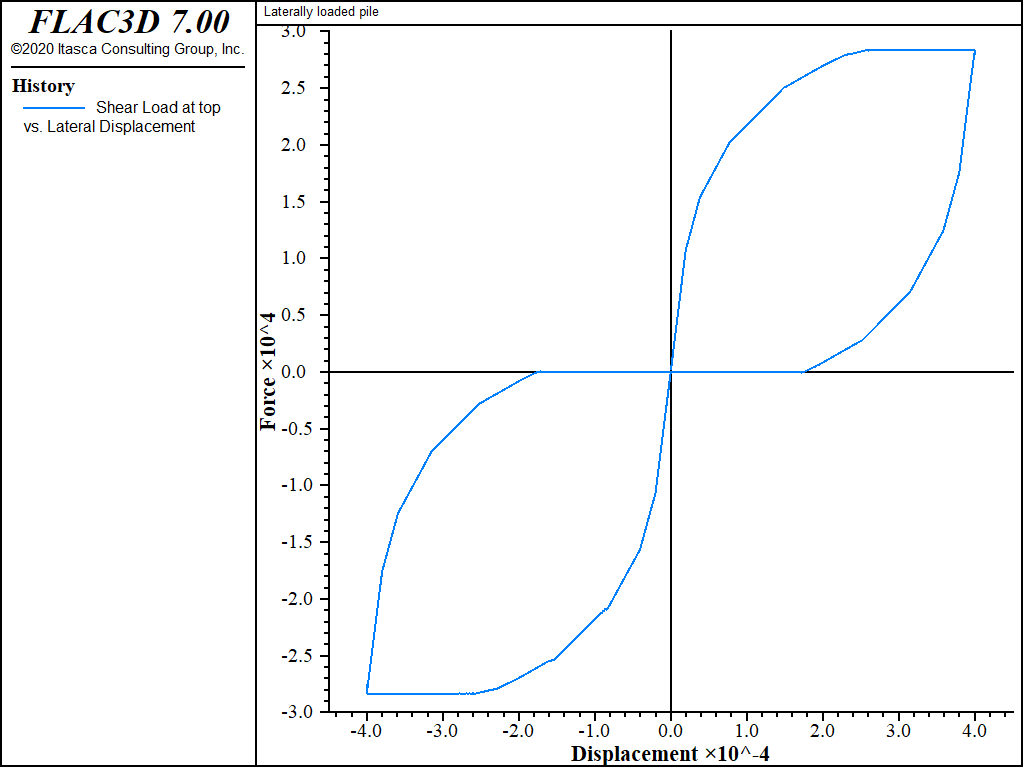 FLAC3D 7.00
©2020 Itasca Consulting Group, Inc.
History
Shear Load at top
vs. Lateral Displacement
Laterally loaded pile
3.0
2.5
2.0
1.5
1.0
0.5
0.0
-0.5
-1.0
-1.5
-2.0
-2.5
-3.0
Force ×10^4
-4.0 -3.0 -2.0 -1.0 0.0 1.0 2.0 3.0 4.0
Displacement ×10^-4